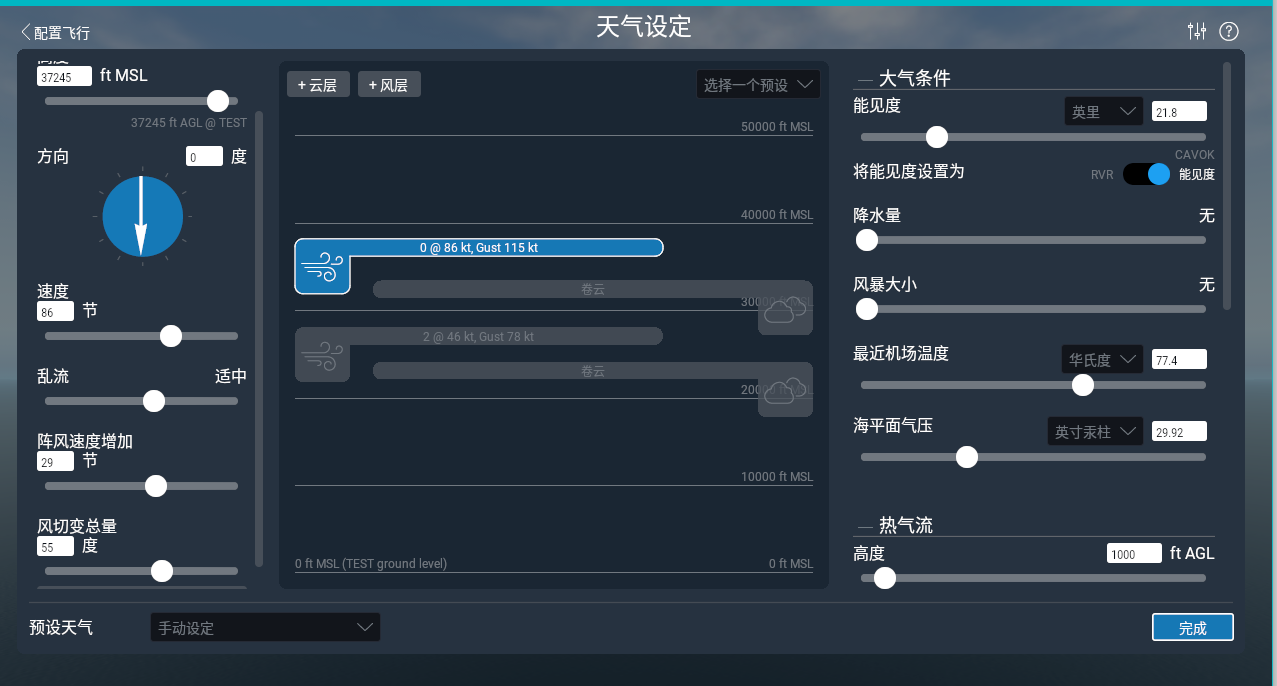 配置飞行
天气设定
高度
37245 ft MSL
37245 ft AGL @ TEST
方向
0 度
速度
86 节
乱流 适中
阵风速度增加
29 节
风切变总量
55 度
+ 云层
+ 风层
选择一个预设
50000 ft MSL
40000 ft MSL
0 @ 86 kt, Gust 115 kt
卷云
30000 ft MSL
2 @ 46 kt, Gust 78 kt
卷云
20000 ft MSL
10000 ft MSL
0 ft MSL (TEST ground level) 0 ft MSL
大气条件
能见度 英里 21.8
CAVOK
将能见度设置为 RVR 能见度
降水量 无
风暴大小 无
最近机场温度 华氏度 77.4
海平面气压 英寸汞柱 29.92
热气流
高度 1000 ft AGL
预设天气 手动设定
完成